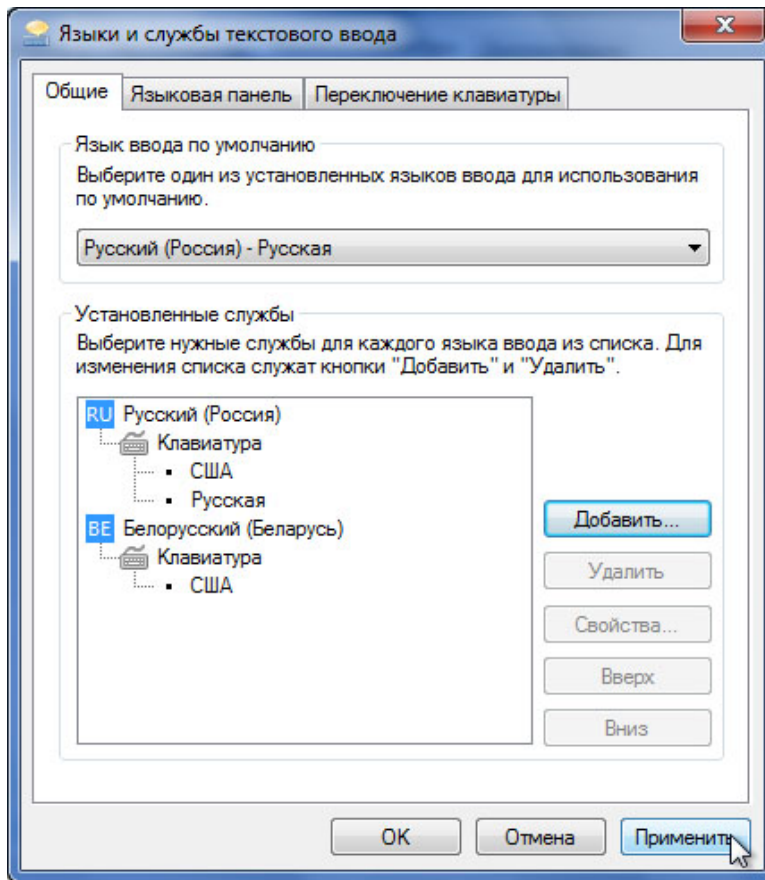 Языки и службы текстового ввода
Общие
Языковая панель
Переключение клавиатуры
Язык ввода по умолчанию
Выберите один из установленных языков ввода для использования
по умолчанию.
Русский (Россия) - Русская
Установленные службы
Выберите нужные службы для каждого языка ввода из списка. Для
изменения списка служат кнопки "Добавить" и "Удалить".
RU Русский (Россия)
Клавиатура
США
Русская
BE Белорусский (Беларусь)
Клавиатура
США
Добавить...
Удалить
Свойства...
Вверх
Вниз
ОК
Отмена
Применить